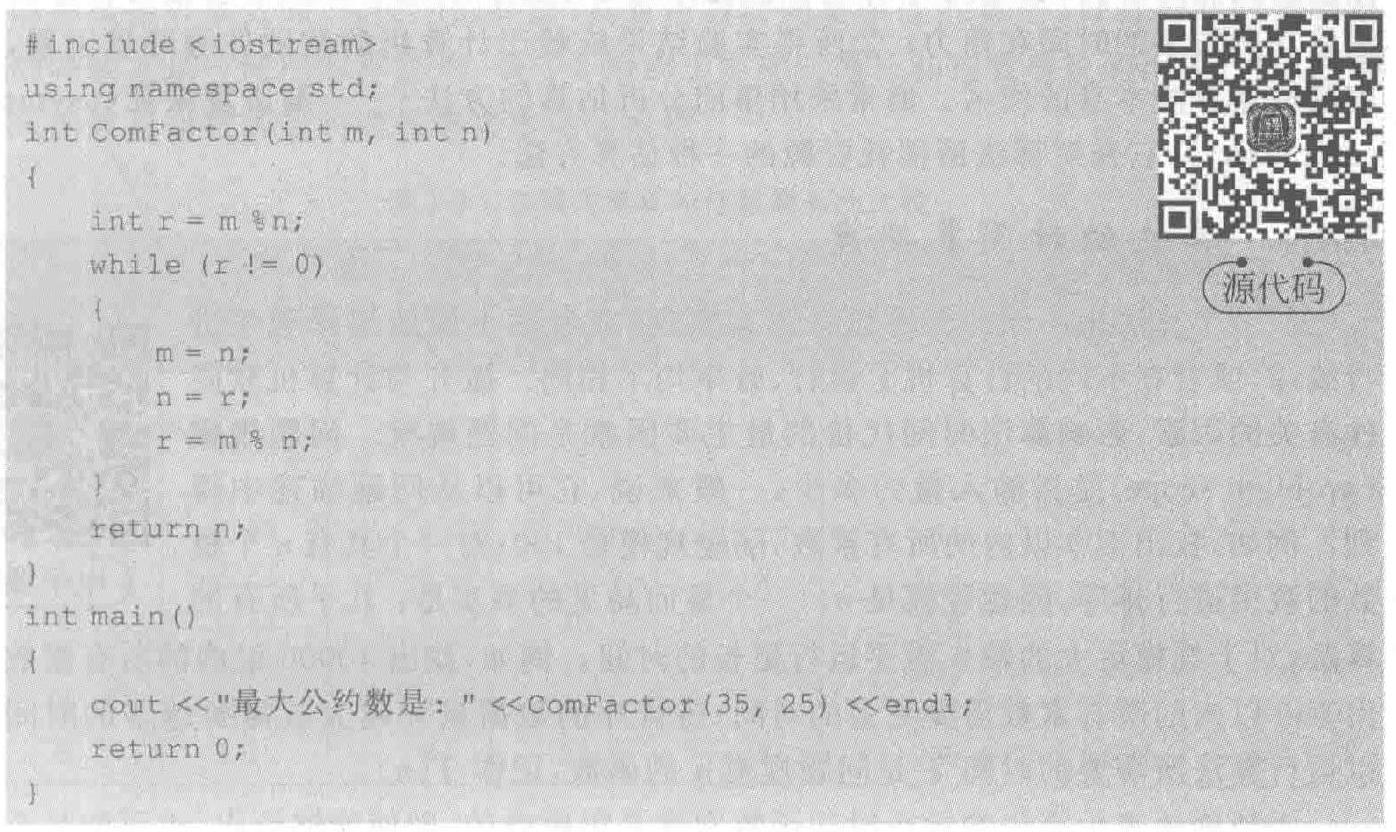 #include <iostream>
using namespace std;
int ComFactor(int m, int n)
{
    int r = m %n;
    while (r != 0)
    {
        m = n;
        n = r;
        r = m % n;
    }
    return n;
}
int main()
{
    cout <<"最大公约数是："<<ComFactor(35, 25) <<endl;
    return 0;
}
源代码